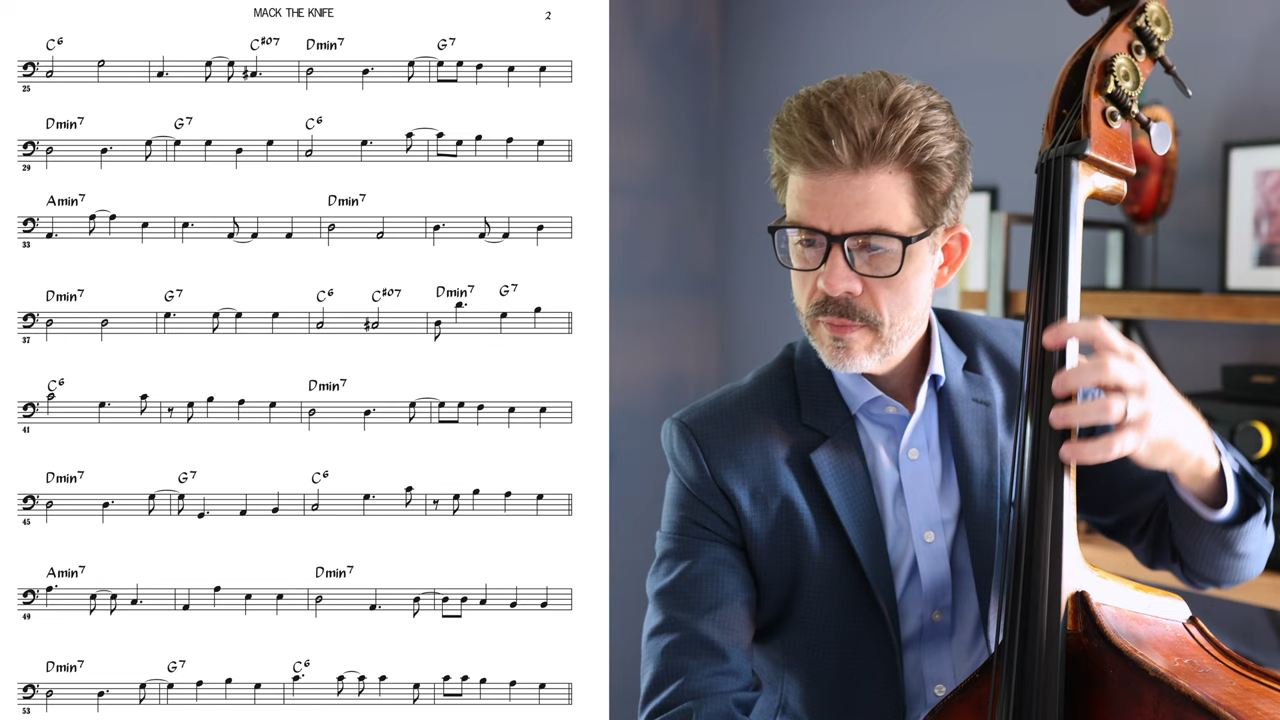 MACK THE KNIFE 2
C6 C#o7 Dmin7 G7
25
Dmin7 G7 C6
29
Amin7 Dmin7
33
Dmin7 G7 C6 C#o7 Dmin7 G7
37
C6 Dmin7
41
Dmin7 G7 C6
45
Amin7 Dmin7
49
Dmin7 G7 C6
53